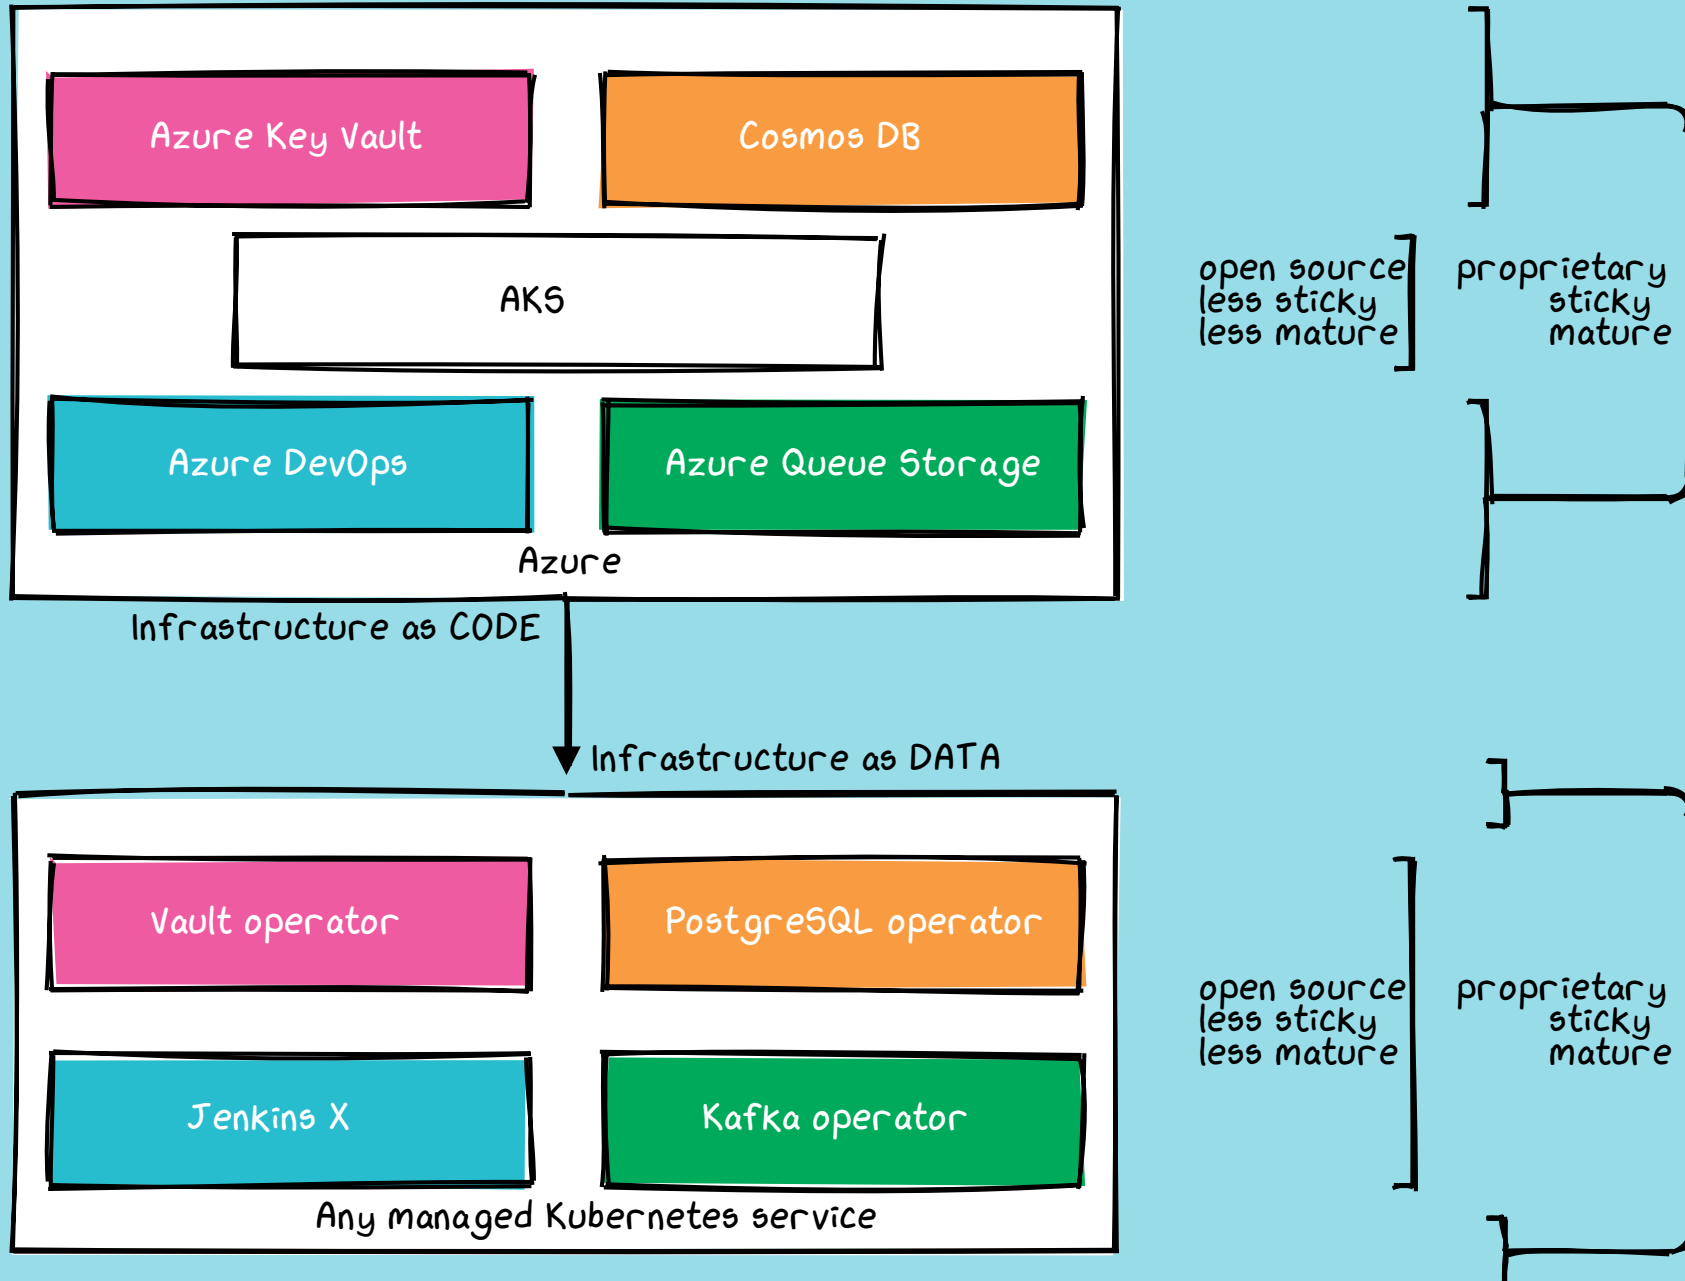 Azure Key Vault
Cosmos DB
AKS
open source
less sticky
less mature
proprietary
sticky
mature
Azure DevOps
Azure Queue Storage
Azure
Infrastructure as CODE
Infrastructure as DATA
Vault operator
PostgreSQL operator
open source
less sticky
less mature
proprietary
sticky
mature
Jenkins X
Kafka operator
Any managed Kubernetes service